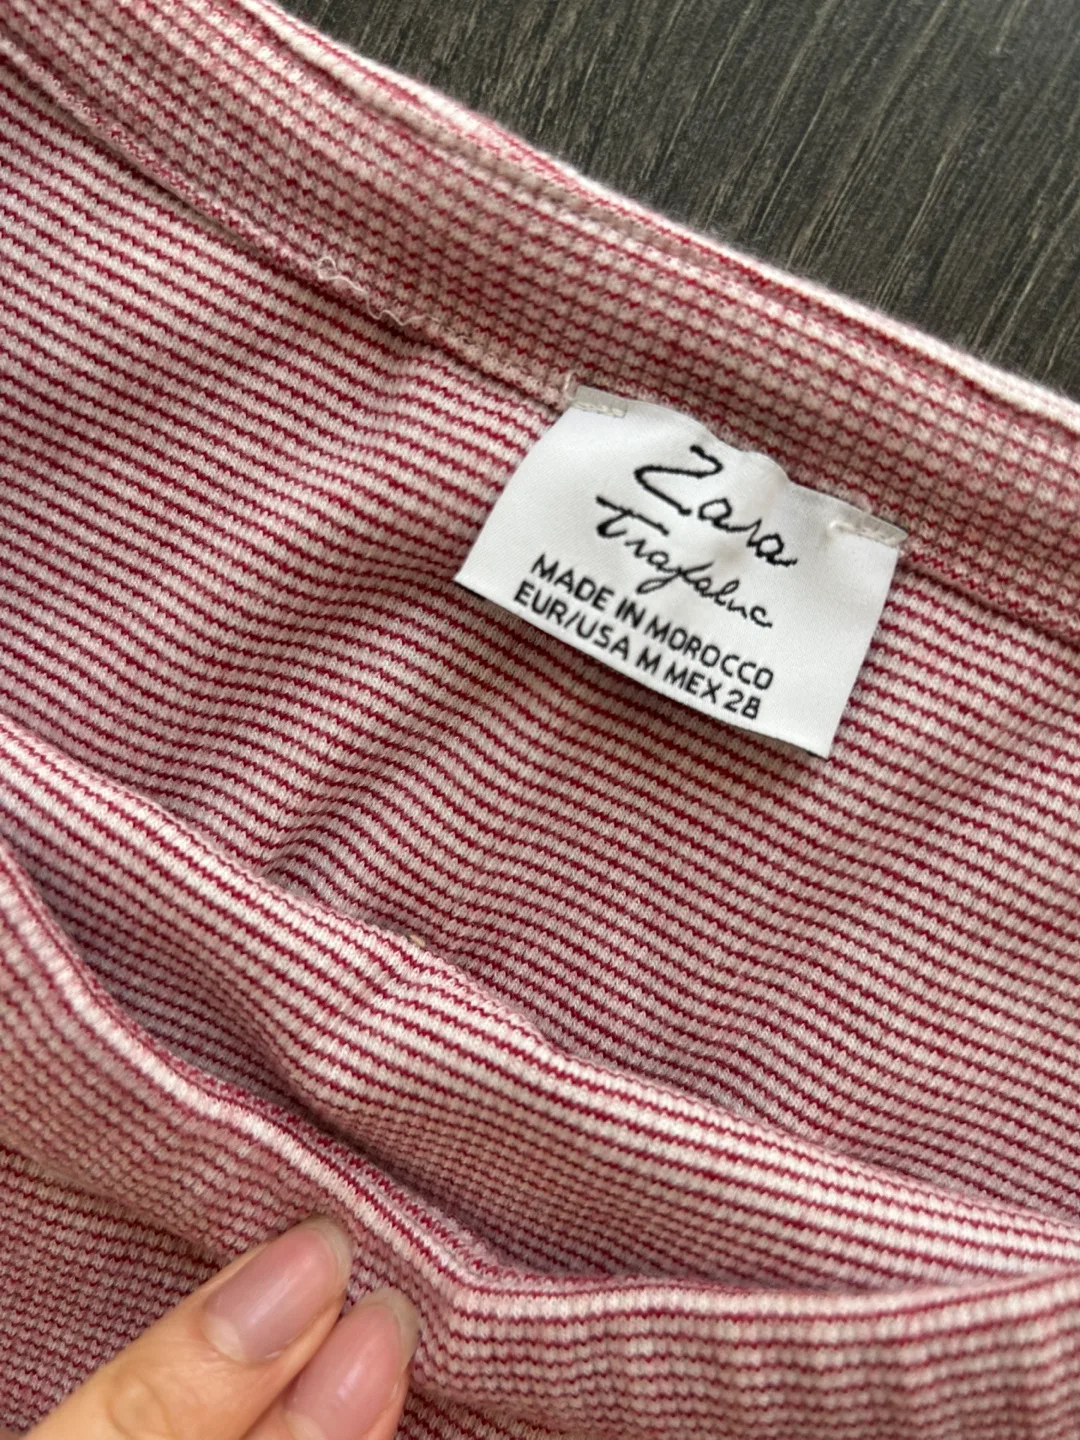 Zara
Trafaluc
MADE IN MOROCCO
EUR/USA M MEX 28